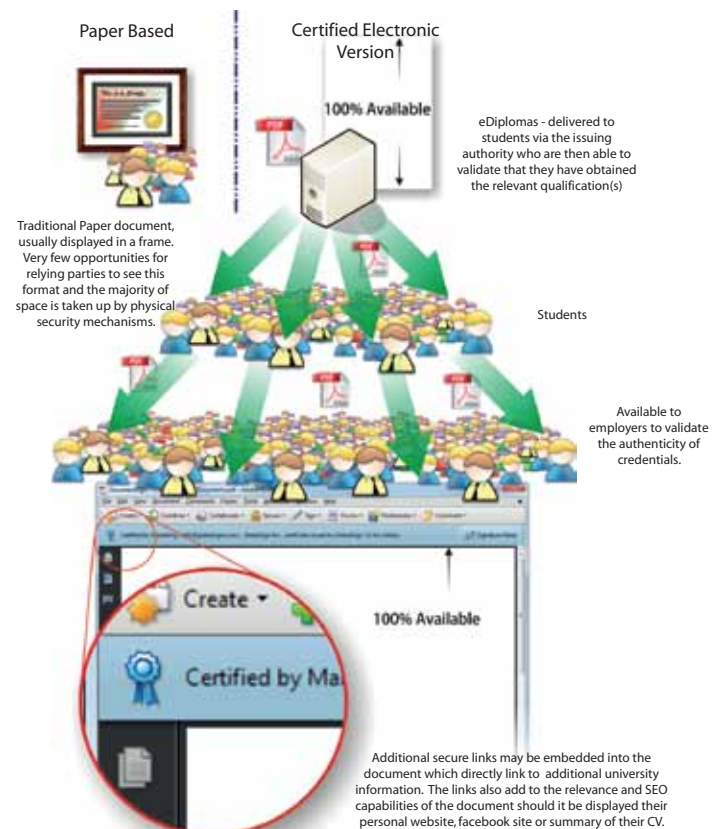 Paper Based
Certified Electronic
Version
100% Available
PDF
eDiplomas - delivered to
students via the issuing
authority who are then able to
validate that they have obtained
the relevant qualification(s)
Traditional Paper document,
usually displayed in a frame.
Very few opportunities for
relying parties to see this
format and the majority of
space is taken up by physical
security mechanisms.
PDF
Students
PDF
PDF
PDF
Available to
employers to validate
the authenticity of
credentials.
100% Available
Create
Certified by Ma
Additional secure links may be embedded into the
document which directly link to additional university
information. The links also add to the relevance and SEO
capabilities of the document should it be displayed their
personal website, facebook site or summary of their CV.